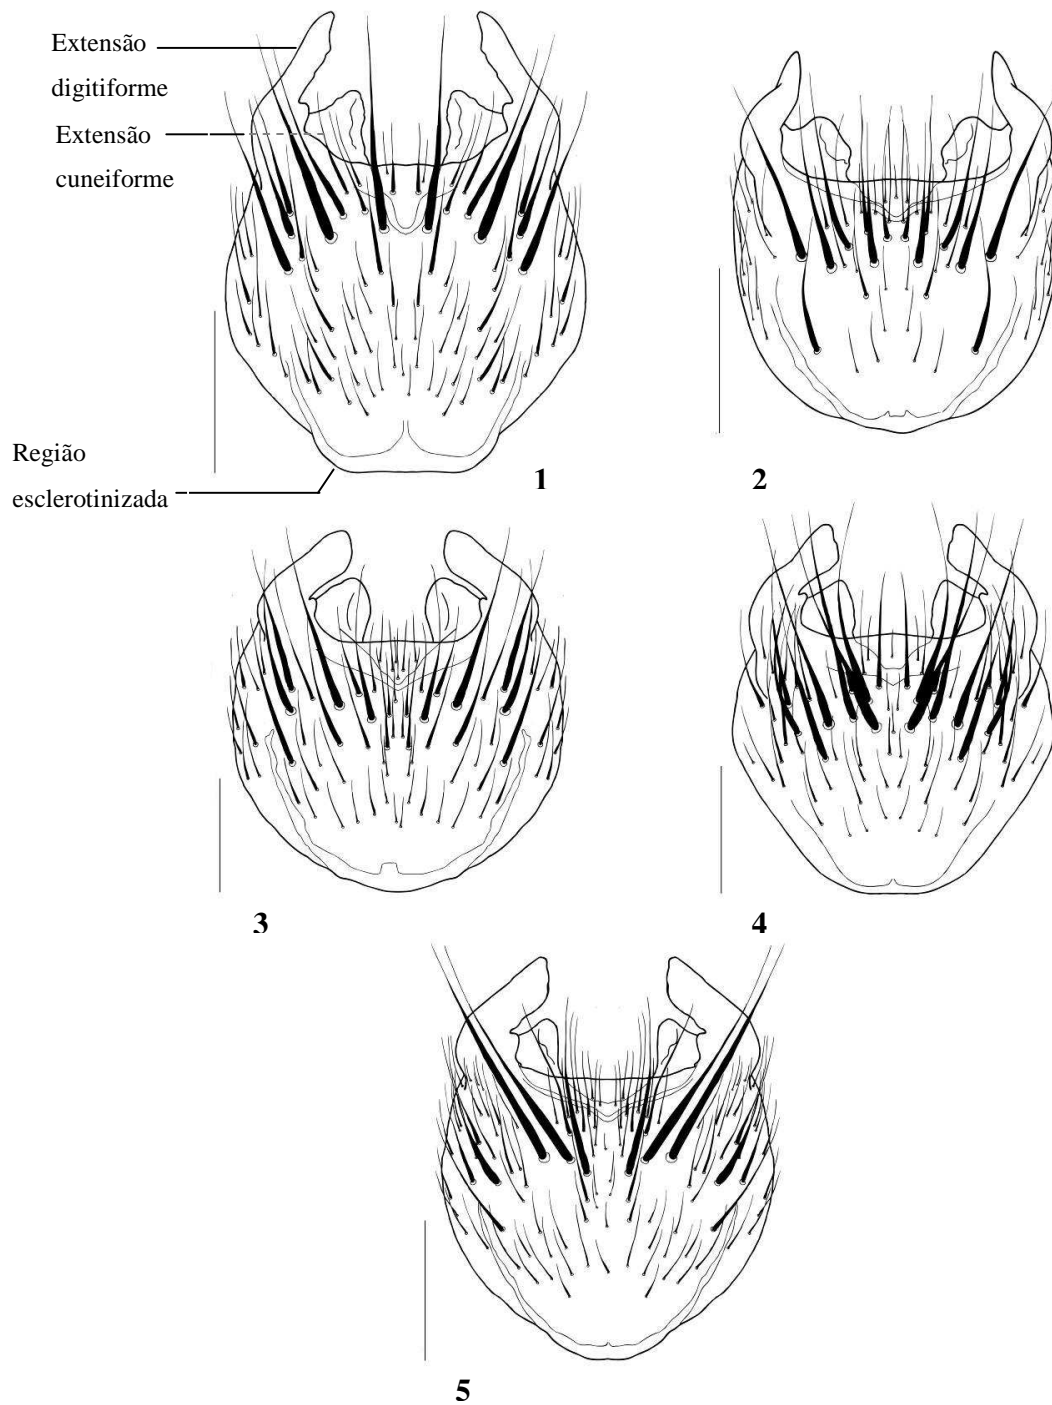 Extensão
digitiforme
Extensão
cuneiforme
Região
esclerotinizada
1
2
3
4
5